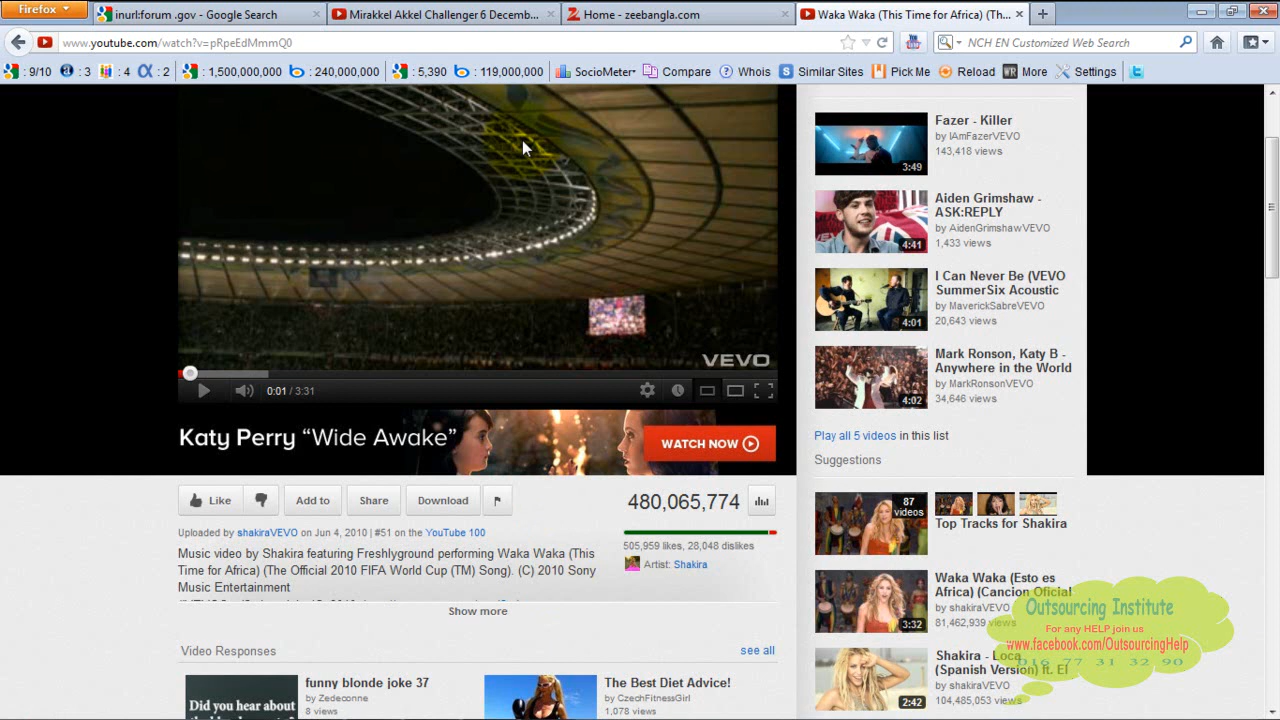 Firefox
inurl:forum .gov - Google Search
Mirakkel Akkel Challenger 6 Decemb...
Home - zeebangla.com
Waka Waka (This Time for Africa) (Th...
www.youtube.com/watch?v=pRpeEdMmmQ0
NCH EN Customized Web Search
: 9/10
: 3
: 4
: 2
: 1,500,000,000
: 240,000,000
: 5,390
: 119,000,000
SocioMeter
Compare
Whois
Similar Sites
Pick Me
Reload
WR More
Settings
VEVO
0:01 / 3:31
Katy Perry “Wide Awake”
WATCH NOW
Like
Add to
Share
Download
480,065,774
Uploaded by shakiraVEVO on Jun 4, 2010 | #51 on the YouTube 100
505,959 likes, 28,048 dislikes
Music video by Shakira featuring Freshlyground performing Waka Waka (This
Time for Africa) (The Official 2010 FIFA World Cup (TM) Song). (C) 2010 Sony
Music Entertainment
Artist: Shakira
Show more
Video Responses
see all
Did you hear about
funny blonde joke 37
by Zedeconne
8 views
The Best Diet Advice!
by CzechFitnessGirl
1,078 views
3:49
Fazer - Killer
by IAmFazerVEVO
143,418 views
4:41
Aiden Grimshaw -
ASK:REPLY
by AidenGrimshawVEVO
1,433 views
4:01
I Can Never Be (VEVO
SummerSix Acoustic
by MaverickSabreVEVO
20,643 views
4:02
Mark Ronson, Katy B -
Anywhere in the World
by MarkRonsonVEVO
34,646 views
Play all 5 videos in this list
Suggestions
87
videos
Top Tracks for Shakira
3:32
Waka Waka (Esto es
Africa) (Cancion Oficial
by shakiraVEVO
81,462,939
2:42
Shakira - Loca
(Spanish Version) ft. El
by shakiraVEVO
104,485,053 views
Outsourcing Institute
For any HELP join us
www.facebook.com/OutsourcingHelp
016 77 31 32 90